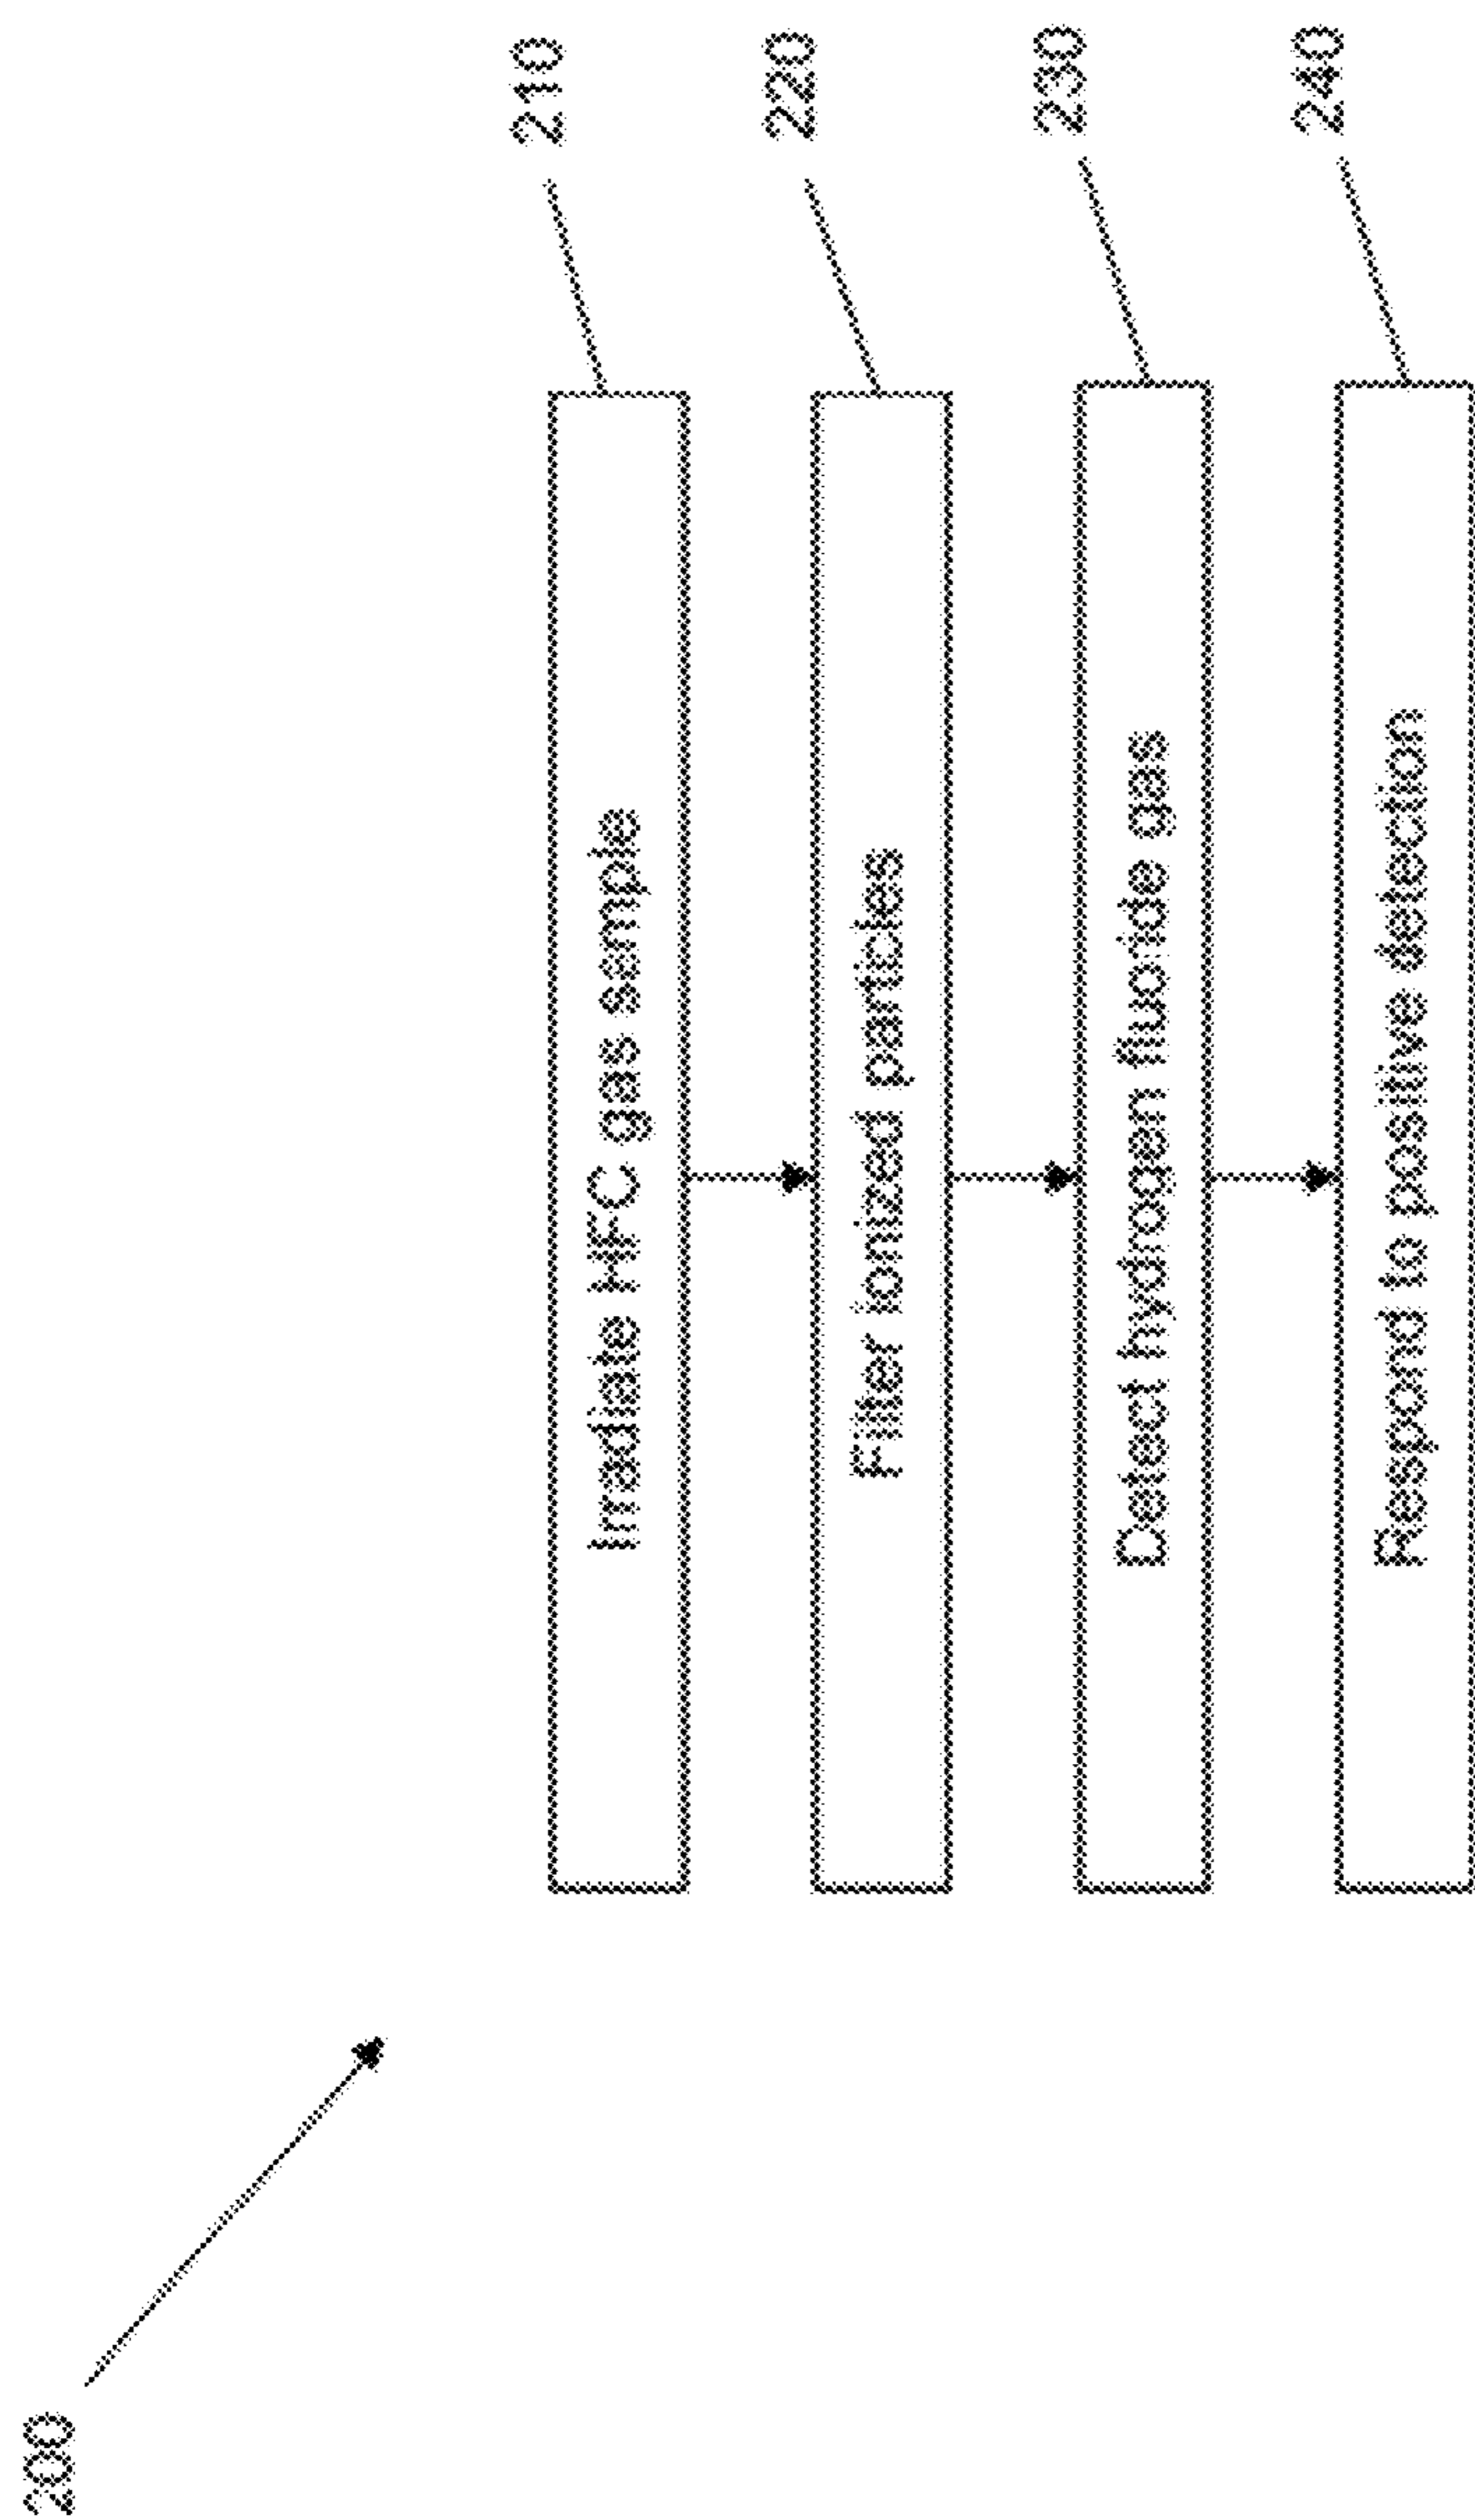 200
210
Irradiate HFC gas sample
220
Filter ionized particles
230
Detect hydrogen fluoride gas
240
Respond to positive detection